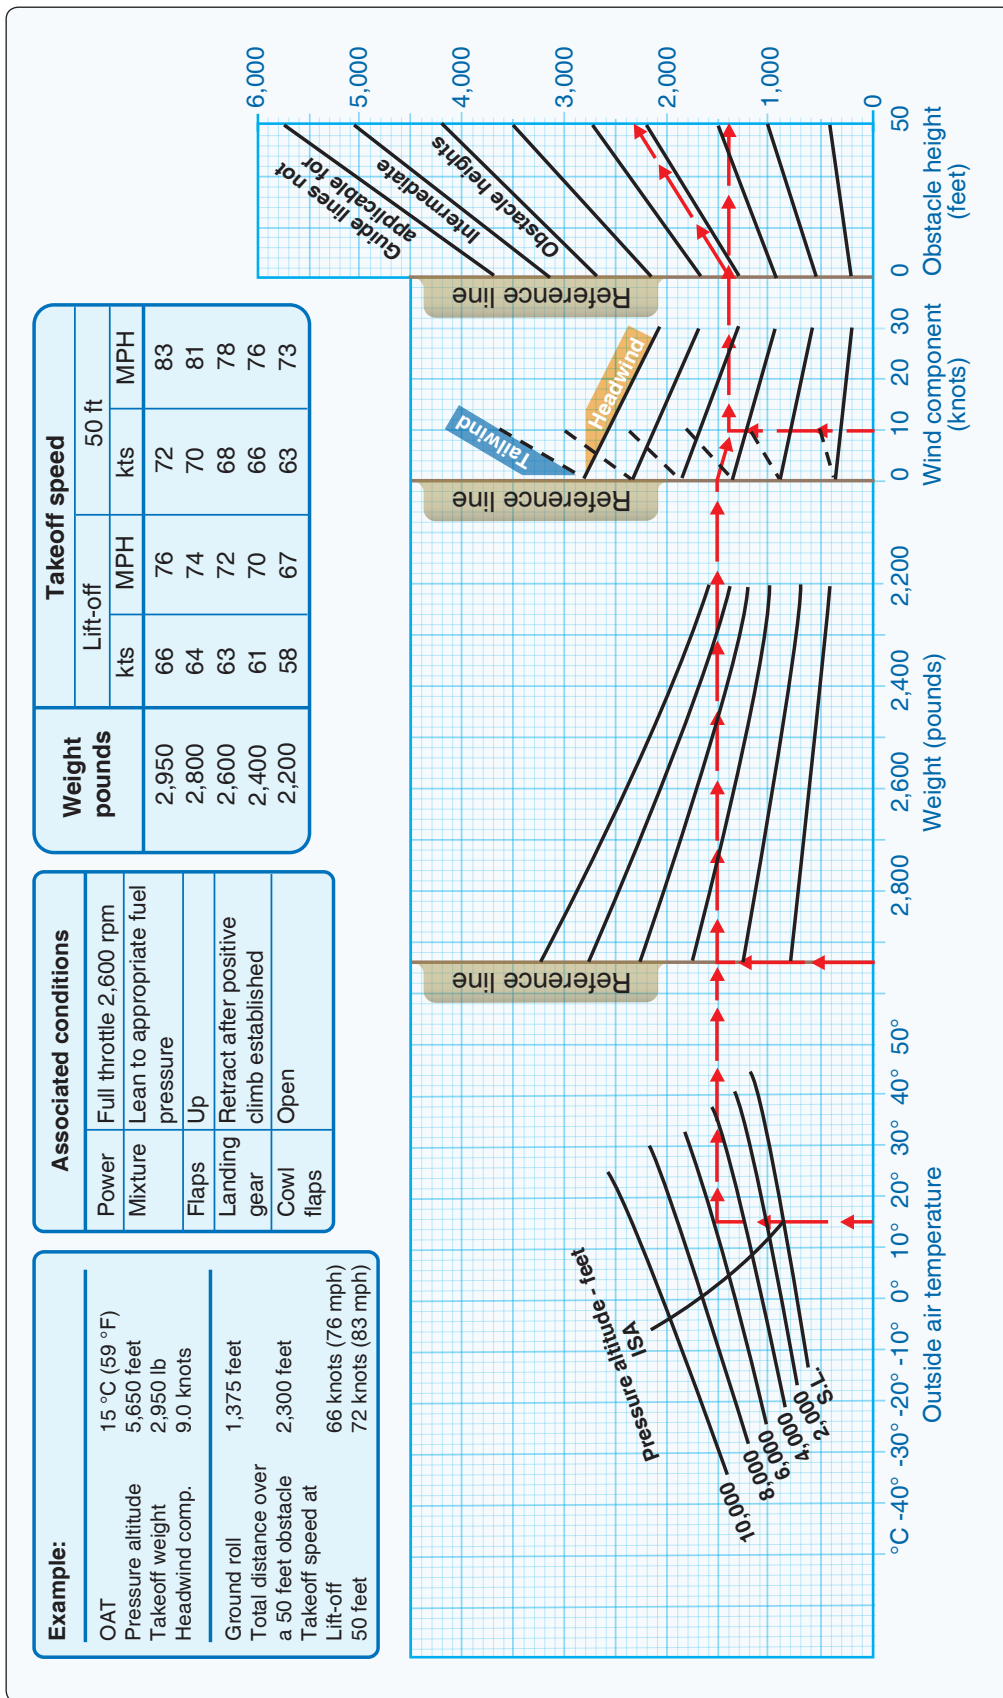 Example:
OAT 15 °C (59 °F)
Pressure altitude 5,650 feet
Takeoff weight 2,950 lb
Headwind comp. 9.0 knots
Ground roll 1,375 feet
Total distance over
a 50 feet obstacle 2,300 feet
Takeoff speed at
Lift-off 66 knots (76 mph)
50 feet 72 knots (83 mph)
Associated conditions
Power Full throttle 2,600 rpm
Mixture Lean to appropriate fuel
pressure
Flaps Up
Landing Retract after positive
gear climb established
Cowl Open
flaps
Weight
pounds
Takeoff speed
Lift-off 50 ft
kts MPH kts MPH
2,950 66 76 72 83
2,800 64 74 70 81
2,600 63 72 68 78
2,400 61 70 66 76
2,200 58 67 63 73
Pressure altitude - feet
ISA
10,000
8,000
6,000
4,000
2,000
S.L.
Reference line
Reference line
Reference line
Tailwind
Headwind
Guide lines not
applicable for
Intermediate
Obstacle heights
6,000
5,000
4,000
3,000
2,000
1,000
0
°C -40° -30° -20° -10° 0° 10° 20° 30° 40° 50°
Outside air temperature
2,800 2,600 2,400 2,200
Weight (pounds)
0 10 20 30
Wind component
(knots)
0 50
Obstacle height
(feet)